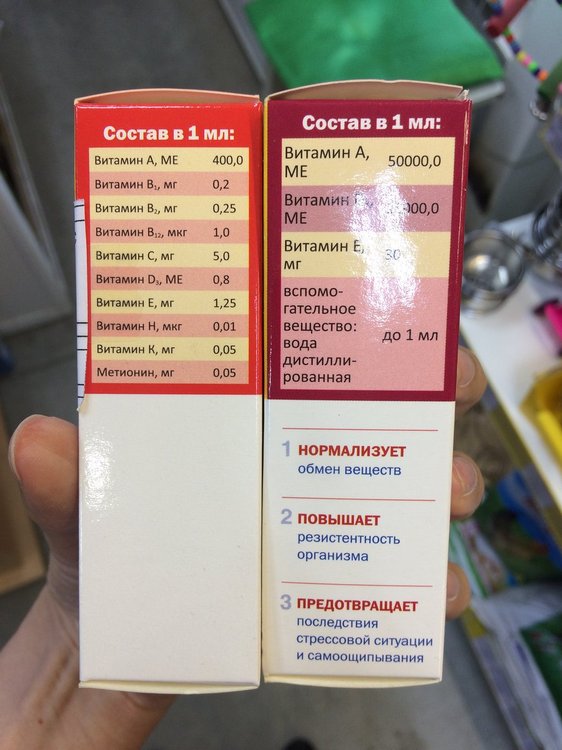 Состав в 1 мл:
Витамин А, МЕ 400,0
Витамин B₁, мг 0,2
Витамин B₂, мг 0,25
Витамин B₁₂, мкг 1,0
Витамин С, мг 5,0
Витамин D₃, МЕ 0,8
Витамин Е, мг 1,25
Витамин Н, мкг 0,01
Витамин К, мг 0,05
Метионин, мг 0,05
Состав в 1 мл:
Витамин А,
МЕ 50000,0
Витамин
МЕ
Витамин Е,
мг 30
вспомо-
гательное
вещество:
вода до 1 мл
дистилли-
рованная
1 НОРМАЛИЗУЕТ
обмен веществ
2 ПОВЫШАЕТ
резистентность
организма
3 ПРЕДОТВРАЩАЕТ
последствия
стрессовой ситуации
и самоощипывания